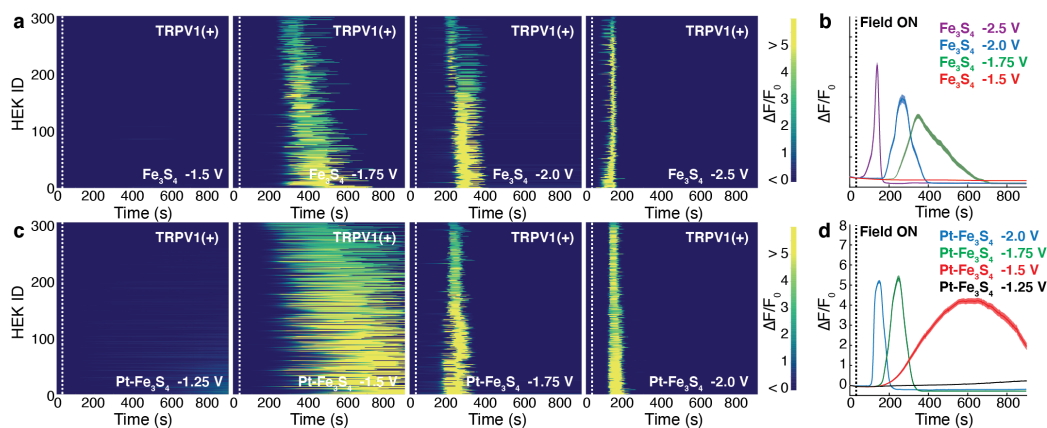 a
HEK ID
300
200
100
0
TRPV1(+)
Fe₃S₄ -1.5 V
TRPV1(+)
Fe₃S₄ -1.75 V
TRPV1(+)
Fe₃S₄ -2.0 V
TRPV1(+)
Fe₃S₄ -2.5 V
0 200 400 600 800
0 200 400 600 800
0 200 400 600 800
0 200 400 600 800
Time (s)
Time (s)
Time (s)
Time (s)
> 5
4
3
2
1
< 0
ΔF/F₀
b
Field ON
Fe₃S₄ -2.5 V
Fe₃S₄ -2.0 V
Fe₃S₄ -1.75 V
Fe₃S₄ -1.5 V
ΔF/F₀
0 200 400 600 800
Time (s)
c
HEK ID
300
200
100
0
TRPV1(+)
Pt-Fe₃S₄ -1.25 V
TRPV1(+)
Pt-Fe₃S₄ -1.5 V
TRPV1(+)
Pt-Fe₃S₄ -1.75 V
TRPV1(+)
Pt-Fe₃S₄ -2.0 V
0 200 400 600 800
0 200 400 600 800
0 200 400 600 800
0 200 400 600 800
Time (s)
Time (s)
Time (s)
Time (s)
> 5
4
3
2
1
< 0
ΔF/F₀
d
Field ON
Pt-Fe₃S₄ -2.0 V
Pt-Fe₃S₄ -1.75 V
Pt-Fe₃S₄ -1.5 V
Pt-Fe₃S₄ -1.25 V
ΔF/F₀
8
7
6
5
4
3
2
1
0
0 200 400 600 800
Time (s)